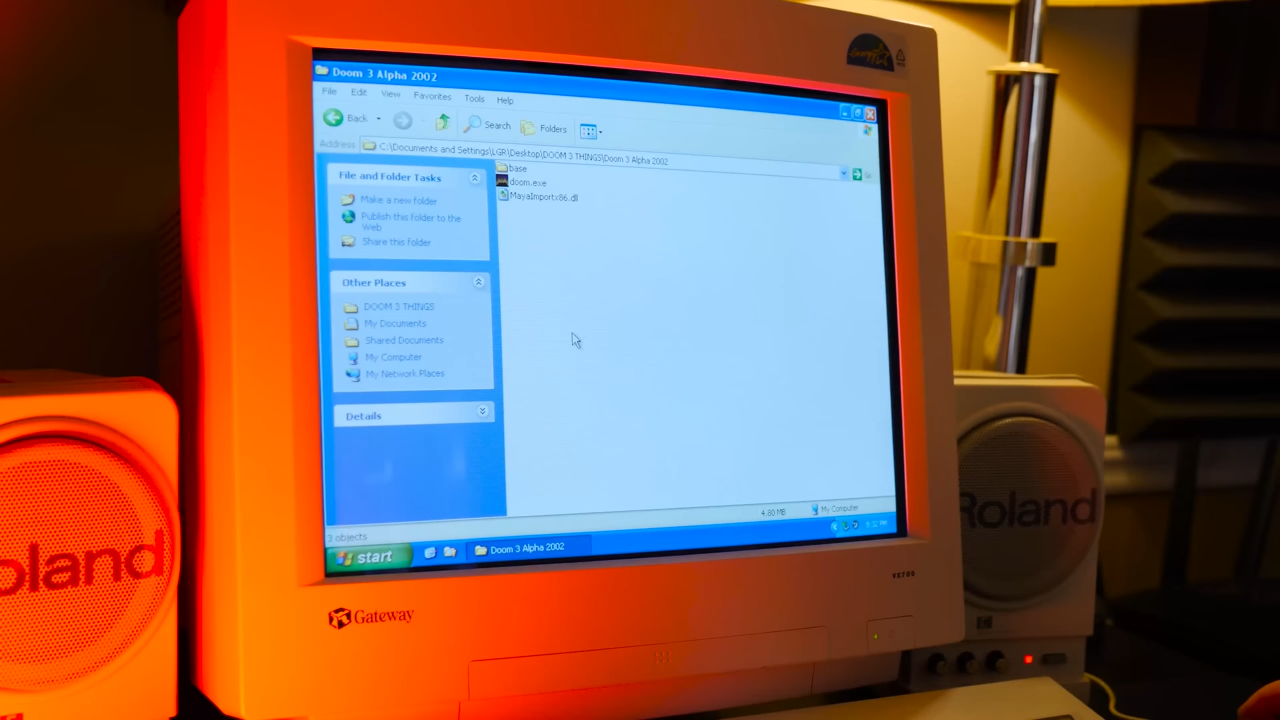 Doom 3 Alpha 2002
File Edit View Favorites Tools Help
Back Search Folders
Address C:\Documents and Settings\LGR\Desktop\DOOM 3 THINGS\Doom 3 Alpha 2002 Go
File and Folder Tasks
Make a new folder
Publish this folder to the
Web
Share this folder
Other Places
DOOM 3 THINGS
My Documents
Shared Documents
My Computer
My Network Places
Details
base
doom.exe
MayaImportx86.dll
3 objects 4.80 MB My Computer
start Doom 3 Alpha 2002
Gateway
VX700
Roland
Roland